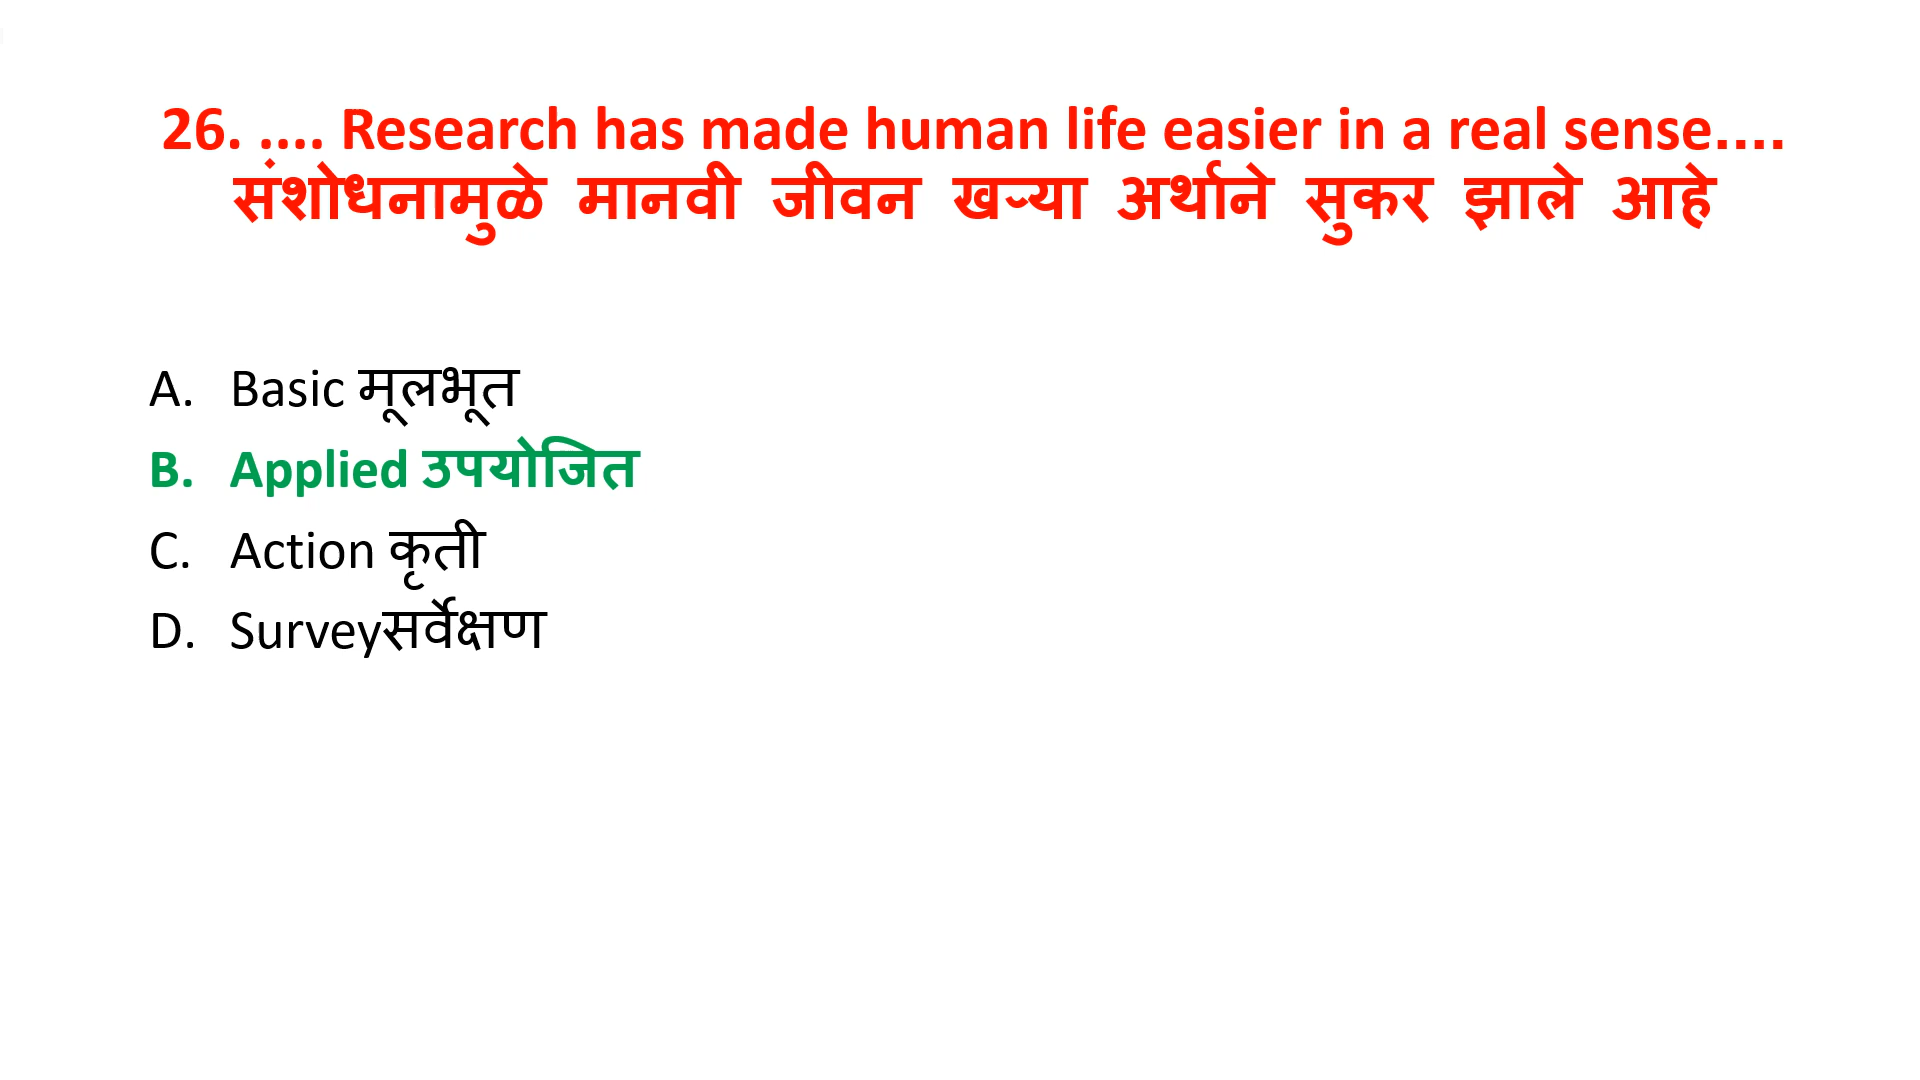 26. .... Research has made human life easier in a real sense....
संशोधनामुळे मानवी जीवन खऱ्या अर्थाने सुकर झाले आहे
A. Basic मूलभूत
B. Applied उपयोजित
C. Action कृती
D. Surveyसर्वेक्षण